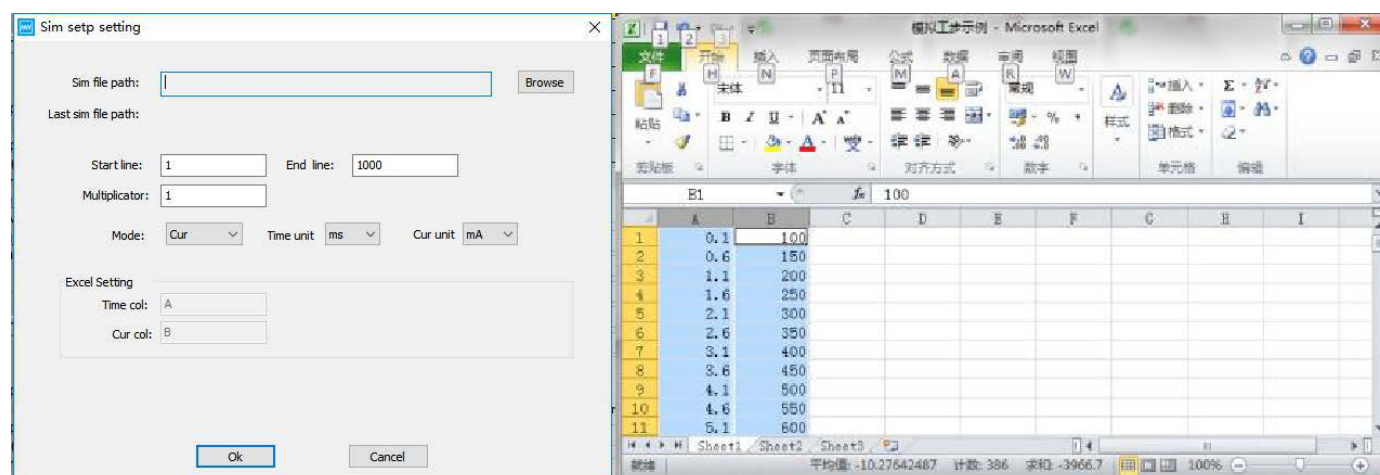 Sim setp setting
Sim file path:
Browse
Last sim file path:
Start line: 1 End line: 1000
Multiplicator: 1
Mode: Cur Time unit ms Cur unit mA
Excel Setting
Time col: A
Cur col: B
Ok Cancel
模拟工步示例 - Microsoft Excel
1 2 3
文件 开始 插入 页面布局 公式 数据 审阅 视图
F H N P M A R W
宋体 11 常规 插入
粘贴 B I U A A % 样式 删除
格式
剪贴板 字体 对齐方式 数字 单元格 编辑
B1 fx 100
A B C D E F G H I
1 0.1 100
2 0.6 150
3 1.1 200
4 1.6 250
5 2.1 300
6 2.6 350
7 3.1 400
8 3.6 450
9 4.1 500
10 4.6 550
11 5.1 600
Sheet1 Sheet2 Sheet3
就绪 平均值: -10.27642487 计数: 386 求和: -3966.7 100%